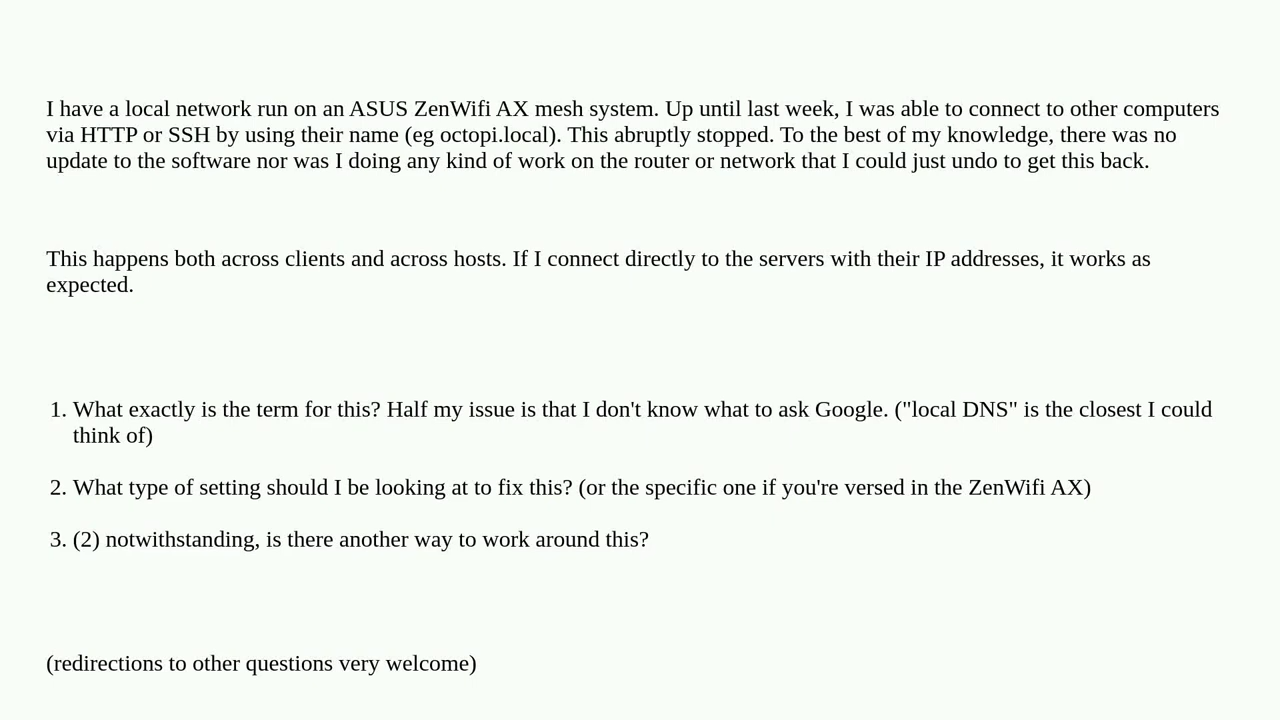 I have a local network run on an ASUS ZenWifi AX mesh system. Up until last week, I was able to connect to other computers
via HTTP or SSH by using their name (eg octopi.local). This abruptly stopped. To the best of my knowledge, there was no
update to the software nor was I doing any kind of work on the router or network that I could just undo to get this back.
This happens both across clients and across hosts. If I connect directly to the servers with their IP addresses, it works as
expected.
1. What exactly is the term for this? Half my issue is that I don't know what to ask Google. ("local DNS" is the closest I could
think of)
2. What type of setting should I be looking at to fix this? (or the specific one if you're versed in the ZenWifi AX)
3. (2) notwithstanding, is there another way to work around this?
(redirections to other questions very welcome)